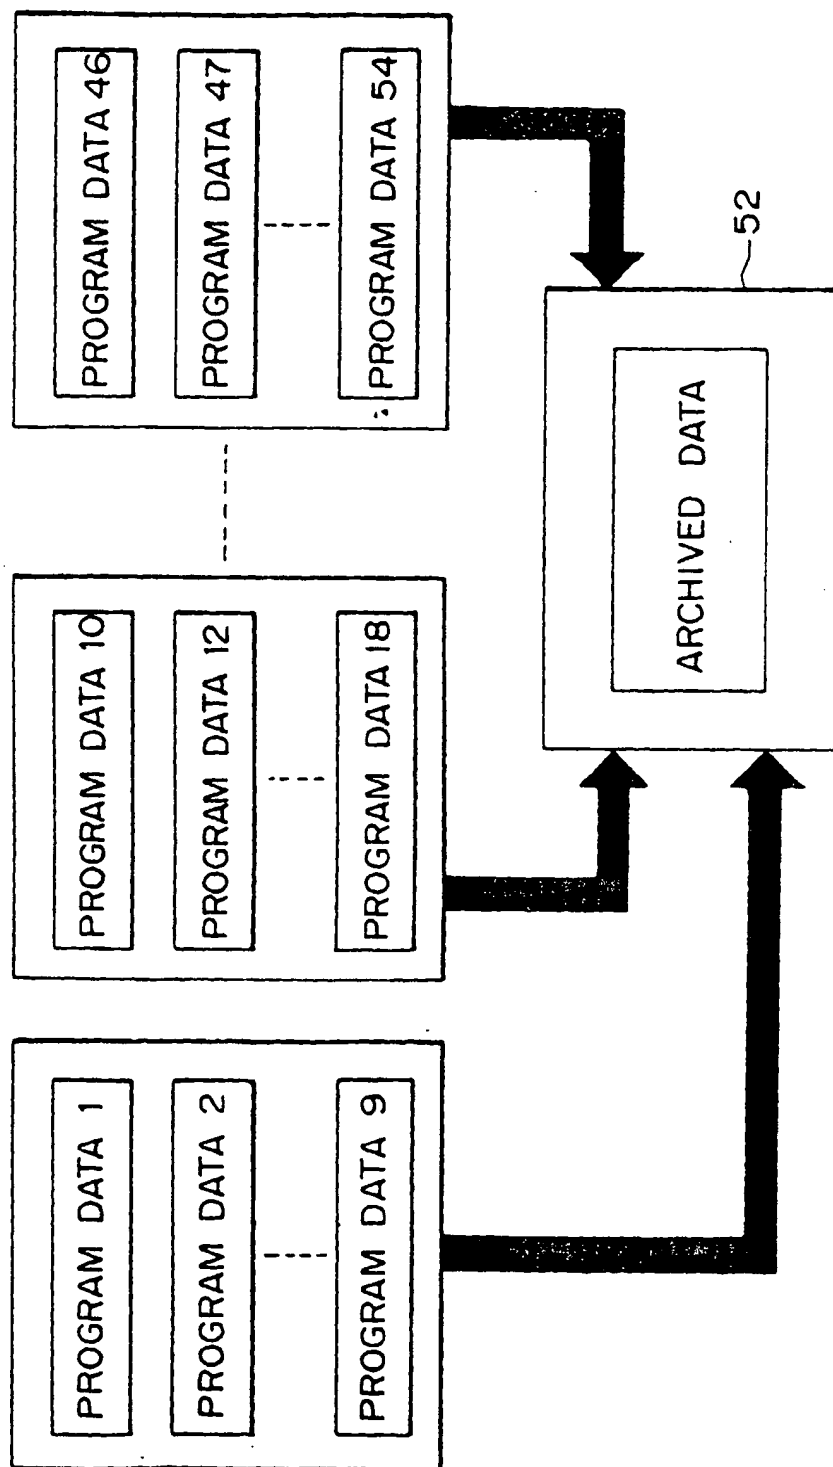 PROGRAM DATA 1
PROGRAM DATA 2
PROGRAM DATA 9
PROGRAM DATA 10
PROGRAM DATA 12
PROGRAM DATA 18
PROGRAM DATA 46
PROGRAM DATA 47
PROGRAM DATA 54
ARCHIVED DATA
52